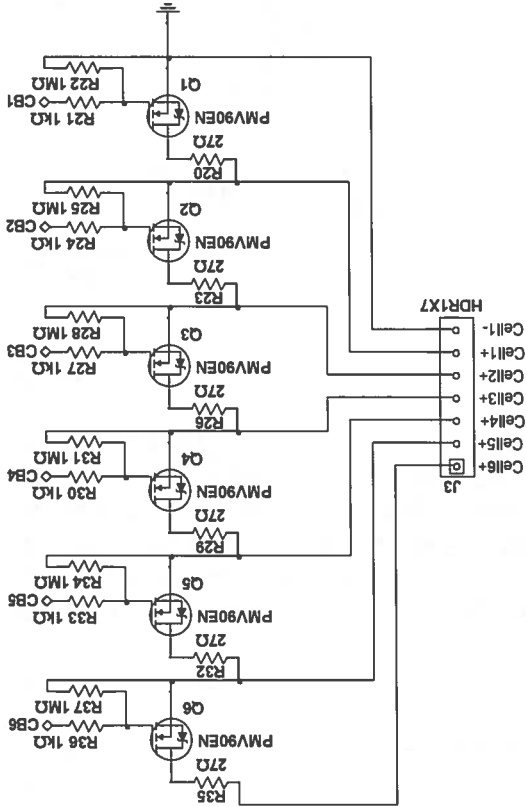 R35
27Ω
R36 1kΩ
PMV90EN
CB6
Q6
R37 1MΩ
R32
27Ω
R33 1kΩ
PMV90EN
CB5
Q5
R34 1MΩ
R29
27Ω
R30 1kΩ
PMV90EN
CB4
Q4
R31 1MΩ
R26
27Ω
R27 1kΩ
PMV90EN
CB3
Q3
R28 1MΩ
R23
27Ω
R24 1kΩ
PMV90EN
CB2
Q2
R25 1MΩ
R20
27Ω
R21 1kΩ
PMV90EN
CB1
Q1
R22 1MΩ
J3
Cell6+
Cell5+
Cell4+
Cell3+
Cell2+
Cell1+
Cell1-
HDR1X7